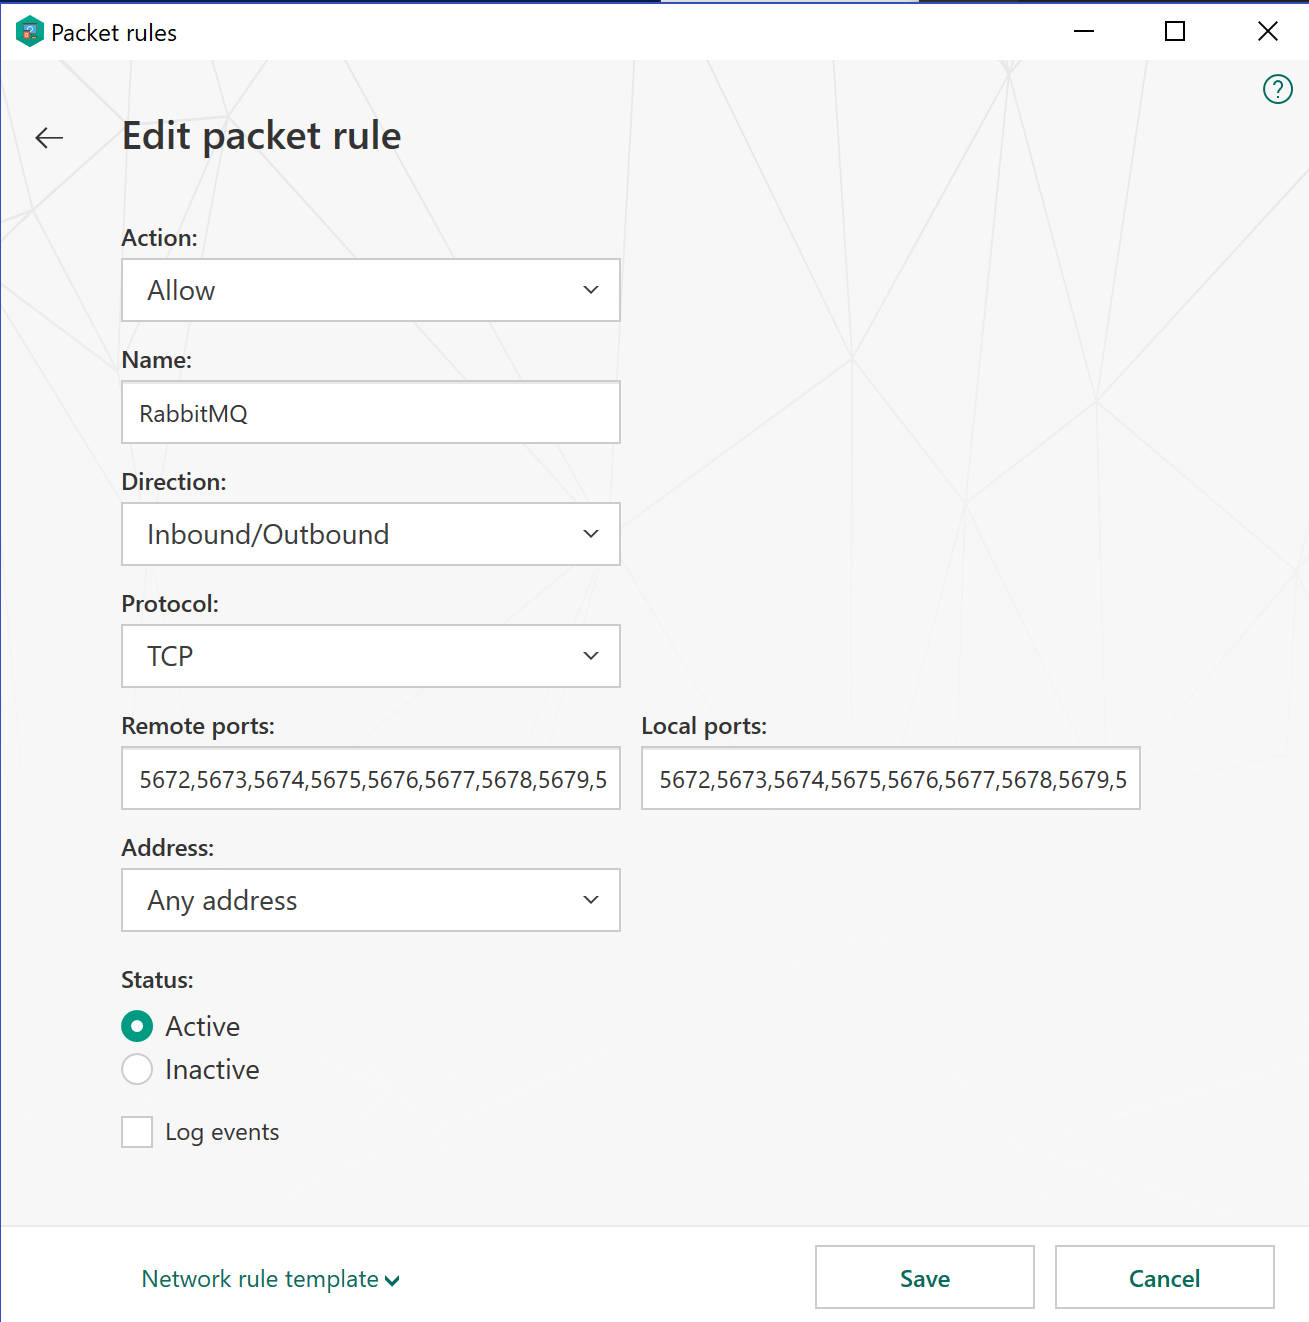 Packet rules
Edit packet rule
Action:
Allow
Name:
RabbitMQ
Direction:
Inbound/Outbound
Protocol:
TCP
Remote ports: Local ports:
5672,5673,5674,5675,5676,5677,5678,5679,5 5672,5673,5674,5675,5676,5677,5678,5679,5
Address:
Any address
Status:
Active
Inactive
Log events
Network rule template Save Cancel